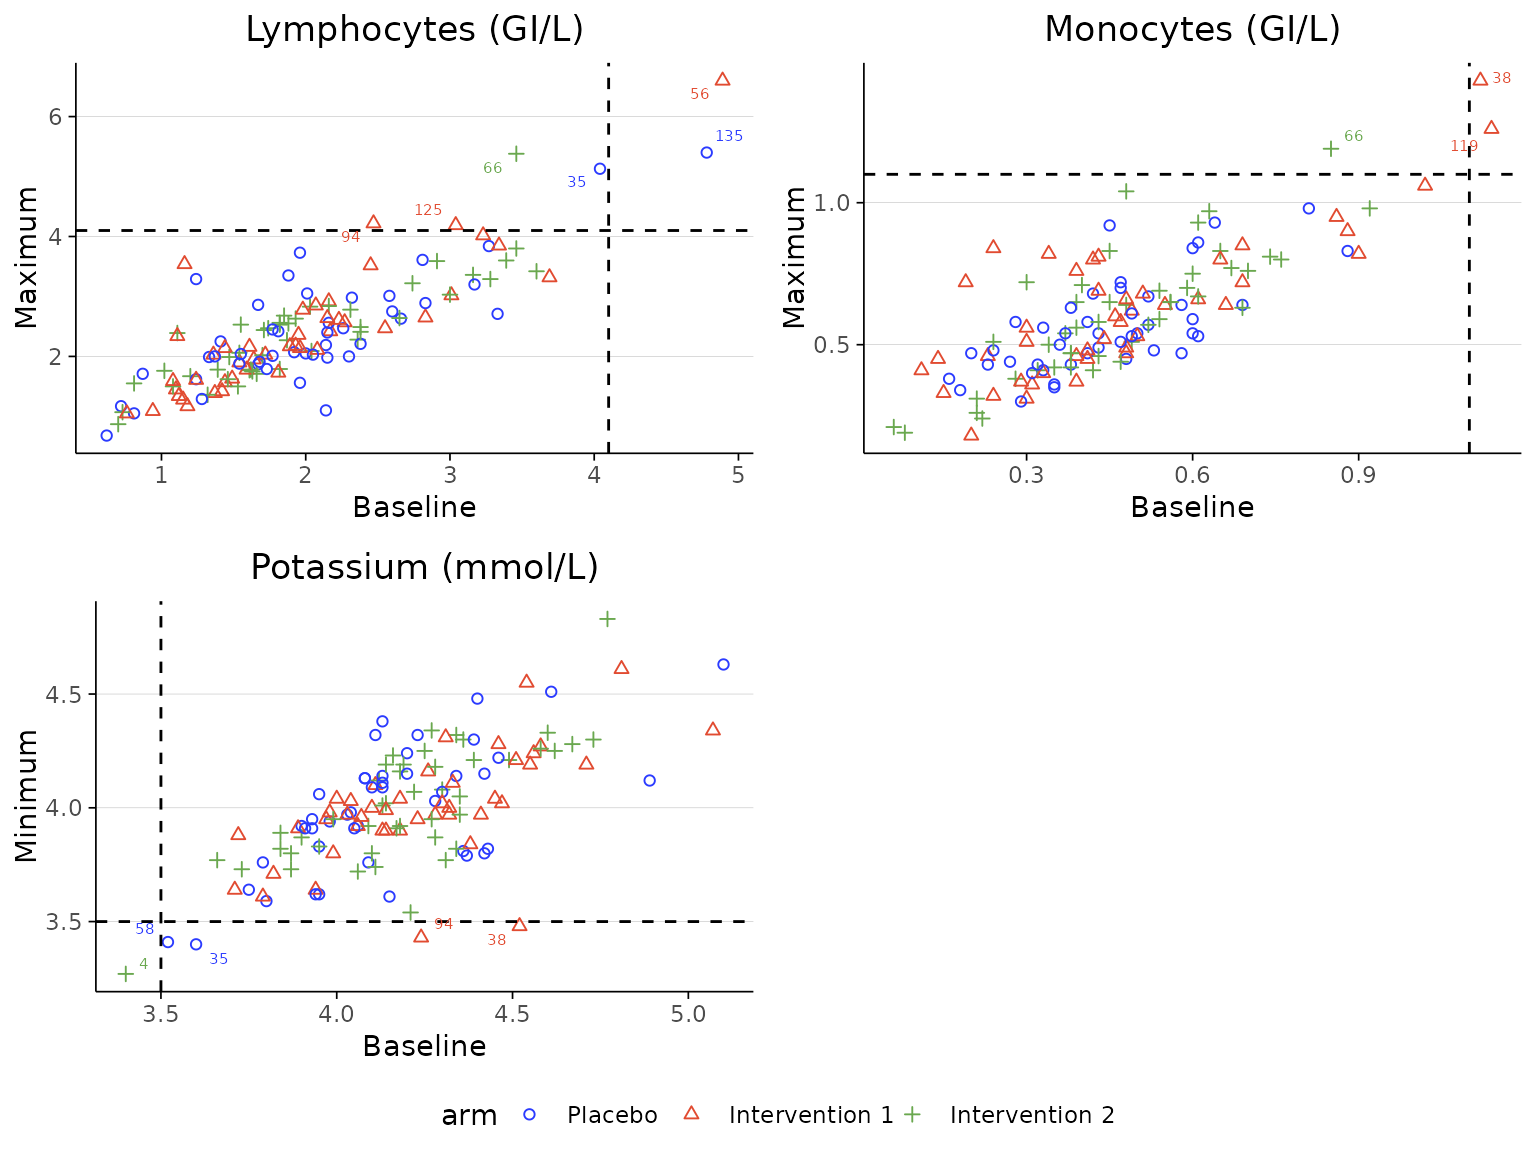 Lymphocytes (GI/L)
Maximum
6
4
2
56
135
66
35
125
94
1 2 3 4 5
Baseline
Monocytes (GI/L)
Maximum
1.0
0.5
38
66
119
0.3 0.6 0.9
Baseline
Potassium (mmol/L)
Minimum
4.5
4.0
3.5
58
94
38
35
4
3.5 4.0 4.5 5.0
Baseline
arm Placebo Intervention 1 Intervention 2